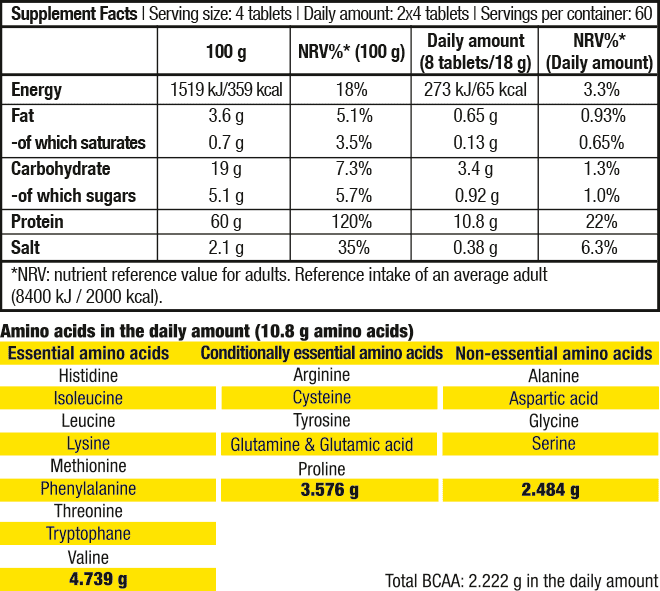 Supplement Facts | Serving size: 4 tablets | Daily amount: 2x4 tablets | Servings per container: 60
100 g NRV%* (100 g) Daily amount (8 tablets/18 g) NRV%* (Daily amount)
Energy 1519 kJ/359 kcal 18% 273 kJ/65 kcal 3.3%
Fat 3.6 g 5.1% 0.65 g 0.93%
-of which saturates 0.7 g 3.5% 0.13 g 0.65%
Carbohydrate 19 g 7.3% 3.4 g 1.3%
-of which sugars 5.1 g 5.7% 0.92 g 1.0%
Protein 60 g 120% 10.8 g 22%
Salt 2.1 g 35% 0.38 g 6.3%
*NRV: nutrient reference value for adults. Reference intake of an average adult
(8400 kJ / 2000 kcal).
Amino acids in the daily amount (10.8 g amino acids)
Essential amino acids Conditionally essential amino acids Non-essential amino acids
Histidine Arginine Alanine
Isoleucine Cysteine Aspartic acid
Leucine Tyrosine Glycine
Lysine Glutamine & Glutamic acid Serine
Methionine Proline
Phenylalanine 3.576 g 2.484 g
Threonine
Tryptophane
Valine
4.739 g Total BCAA: 2.222 g in the daily amount